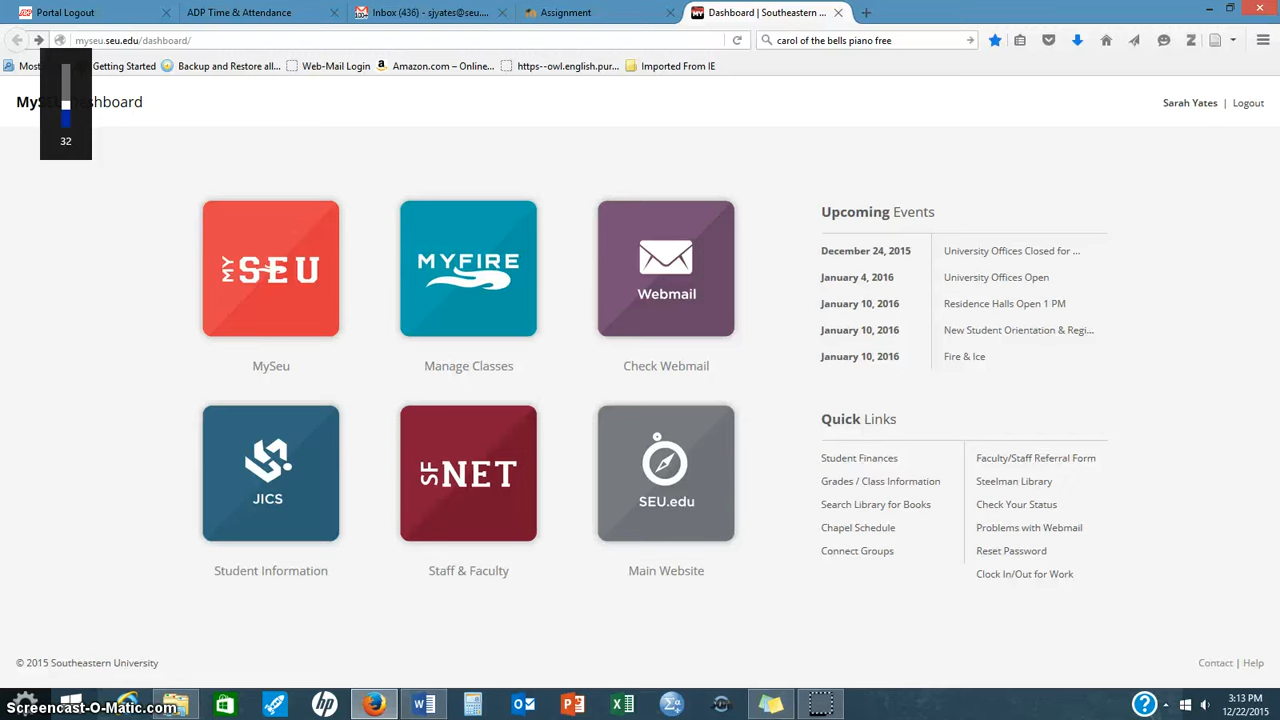 Portal Logout
ADP Time & Attendance
Inbox (436) - sjyates@seu....
Assignment
Dashboard | Southeastern ...
myseu.seu.edu/dashboard/
carol of the bells piano free
Most
Getting Started
Backup and Restore all...
Web-Mail Login
Amazon.com – Online...
https--owl.english.pur...
Imported From IE
Sarah Yates | Logout
32
MY SEU
MYFIRE
Webmail
MySeu
Manage Classes
Check Webmail
JICS
SF NET
SEU.edu
Student Information
Staff & Faculty
Main Website
Upcoming Events
December 24, 2015 University Offices Closed for ...
January 4, 2016 University Offices Open
January 10, 2016 Residence Halls Open 1 PM
January 10, 2016 New Student Orientation & Regi...
January 10, 2016 Fire & Ice
Quick Links
Student Finances
Grades / Class Information
Search Library for Books
Chapel Schedule
Connect Groups
Faculty/Staff Referral Form
Steelman Library
Check Your Status
Problems with Webmail
Reset Password
Clock In/Out for Work
© 2015 Southeastern University
Contact | Help
Screencast-O-Matic.com
3:13 PM
12/22/2015